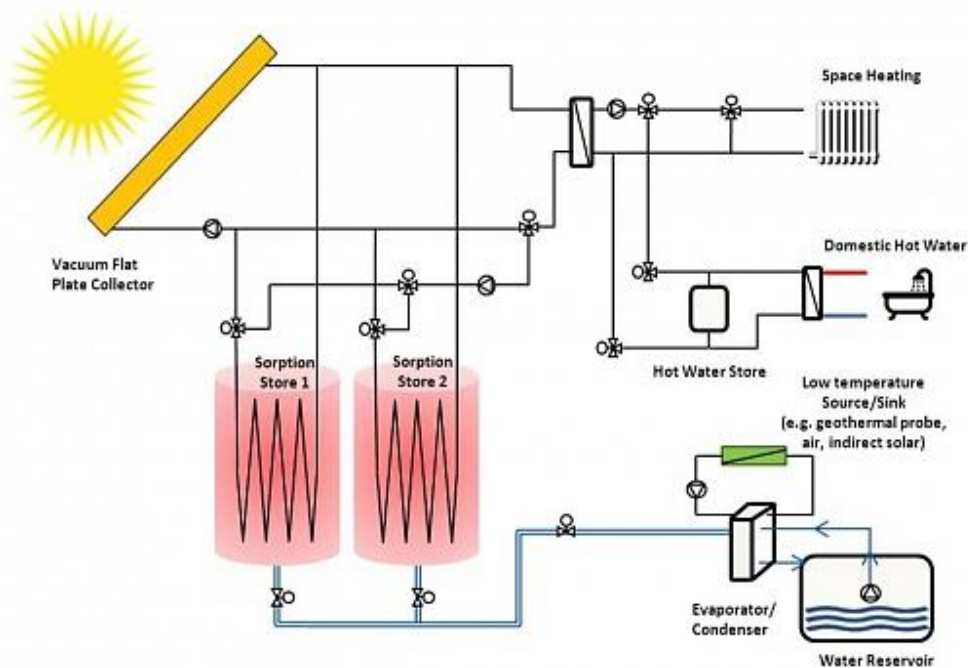 Space Heating
Vacuum Flat
Plate Collector
Domestic Hot Water
Sorption
Store 1
Sorption
Store 2
Hot Water Store
Low temperature
Source/Sink
(e.g. geothermal probe,
air, indirect solar)
Evaporator/
Condenser
Water Reservoir